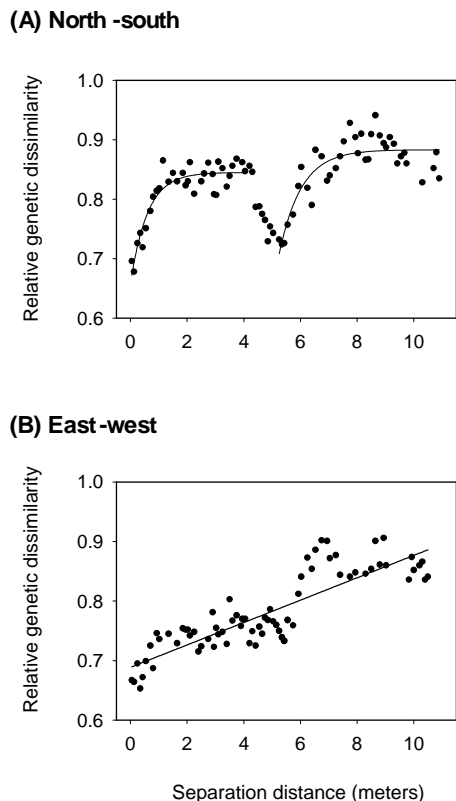 (A) North-south
Relative genetic dissimilarity
1.0
0.9
0.8
0.7
0.6
0 2 4 6 8 10
(B) East-west
Relative genetic dissimilarity
1.0
0.9
0.8
0.7
0.6
0 2 4 6 8 10
Separation distance (meters)